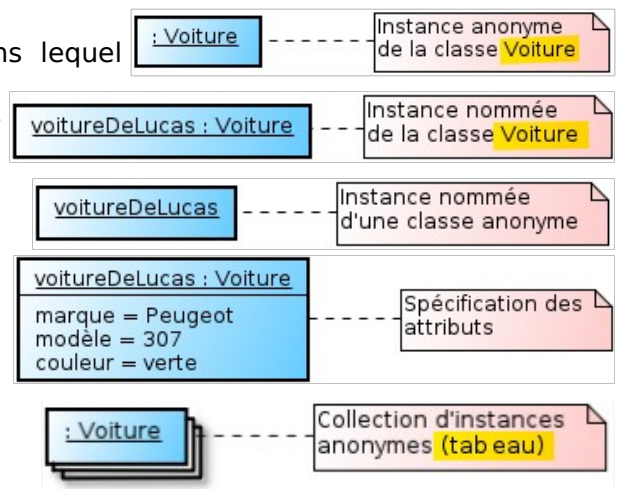 ns lequel
: Voiture
Instance anonyme
de la classe Voiture
voitureDeLucas : Voiture
Instance nommée
de la classe Voiture
voitureDeLucas
Instance nommée
d'une classe anonyme
voitureDeLucas : Voiture
marque = Peugeot
modèle = 307
couleur = verte
Spécification des
attributs
: Voiture
Collection d'instances
anonymes (tab eau)